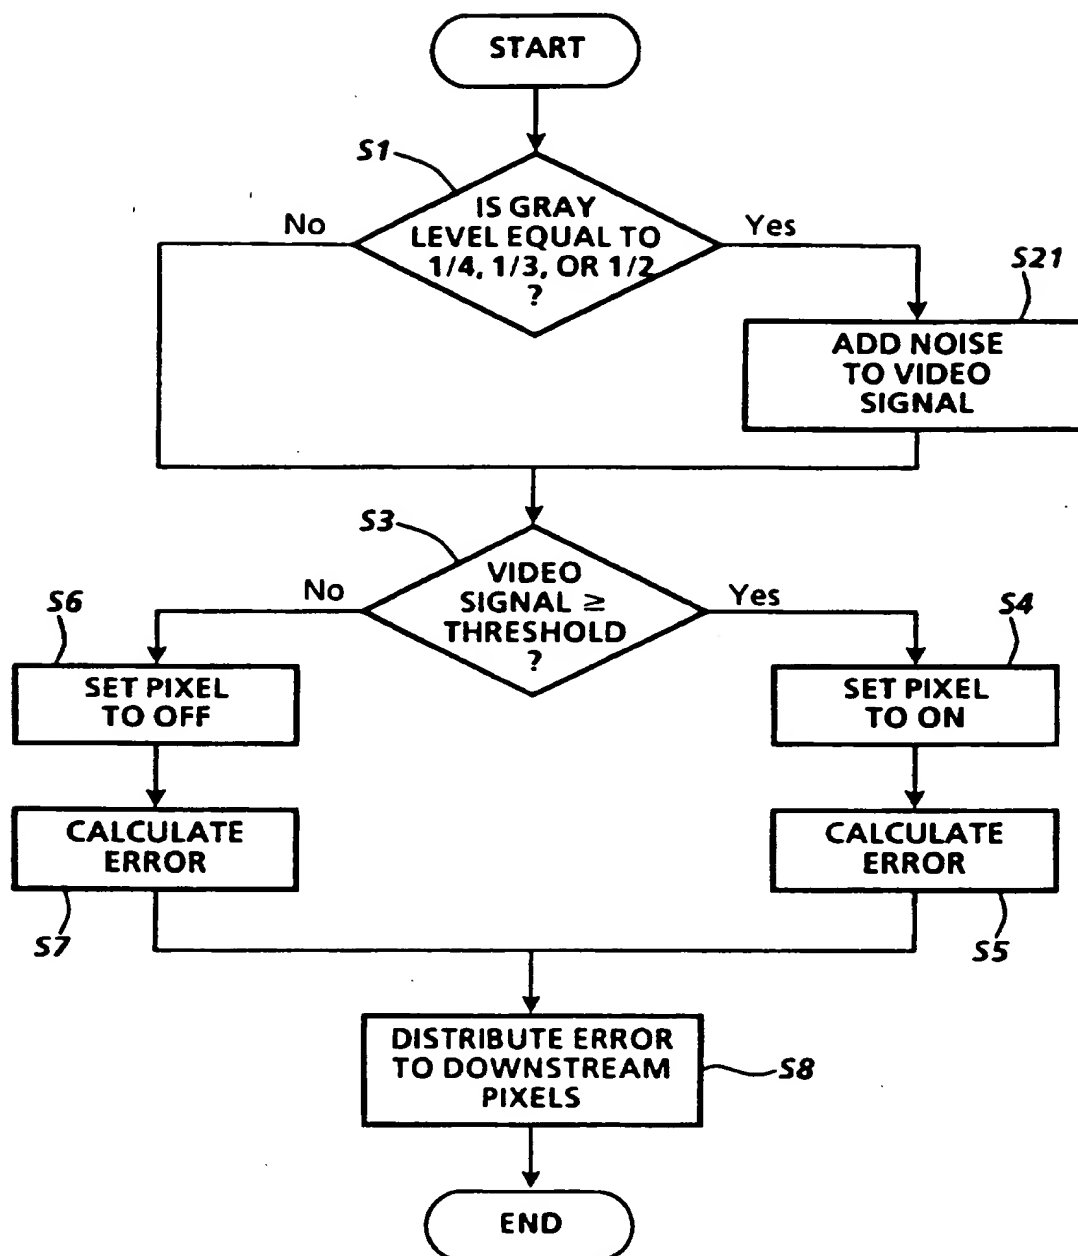 START
S1
IS GRAY
LEVEL EQUAL TO
1/4, 1/3, OR 1/2
?
No
Yes
S21
ADD NOISE
TO VIDEO
SIGNAL
S3
VIDEO
SIGNAL ≥
THRESHOLD
?
No
Yes
S6
SET PIXEL
TO OFF
S4
SET PIXEL
TO ON
CALCULATE
ERROR
S7
CALCULATE
ERROR
S5
DISTRIBUTE ERROR
TO DOWNSTREAM
PIXELS
S8
END